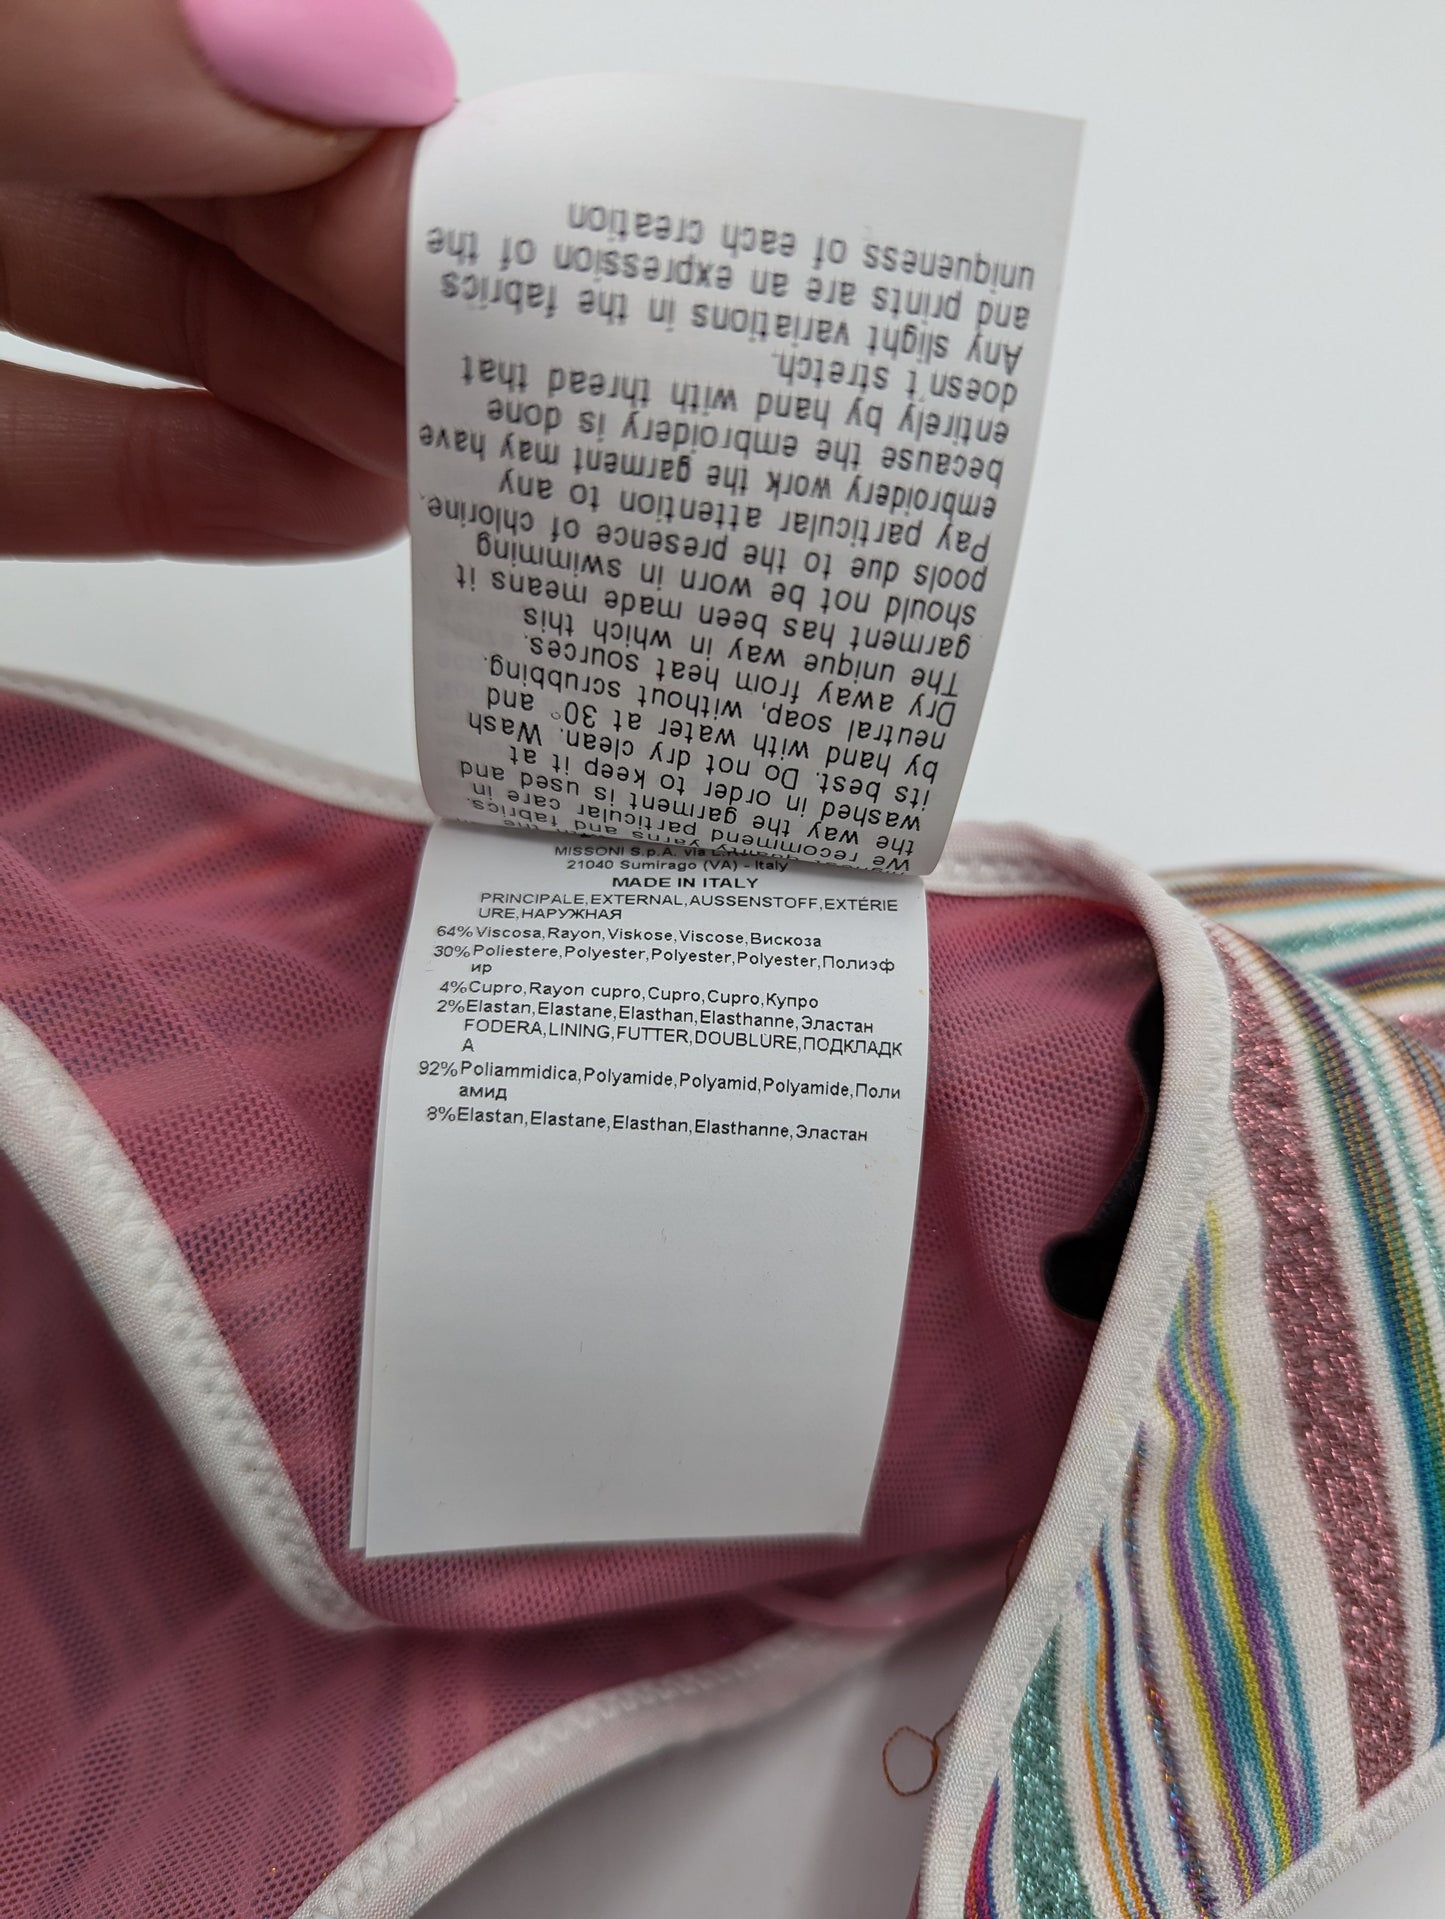 We recommend particular care in
the way the garment is used and
washed in order to keep it at
its best. Do not dry clean. Wash
by hand with water at 30° and
neutral soap, without scrubbing.
Dry away from heat sources.
The unique way in which this
garment has been made means it
should not be worn in swimming
pools due to the presence of chlorine.
Pay particular attention to any
embroidery work the garment may have
because the embroidery is done
entirely by hand with thread that
doesn't stretch.
Any slight variations in the fabrics
and prints are an expression of the
uniqueness of each creation
MISSONI S.p.A. via
21040 Sumirago (VA) - Italy
MADE IN ITALY
PRINCIPALE,EXTERNAL,AUSSENSTOFF,EXTÉRIE
URE,НАРУЖНАЯ
64%Viscosa,Rayon,Viskose,Viscose,Вискоза
30%Poliestere,Polyester,Polyester,Polyester,Полиэф
ир
4%Cupro,Rayon cupro,Cupro,Cupro,Купро
2%Elastan,Elastane,Elasthan,Elasthanne,Эластан
FODERA,LINING,FUTTER,DOUBLURE,ПОДКЛАДК
А
92%Poliammidica,Polyamide,Polyamid,Polyamide,Поли
амид
8%Elastan,Elastane,Elasthan,Elasthanne,Эластан